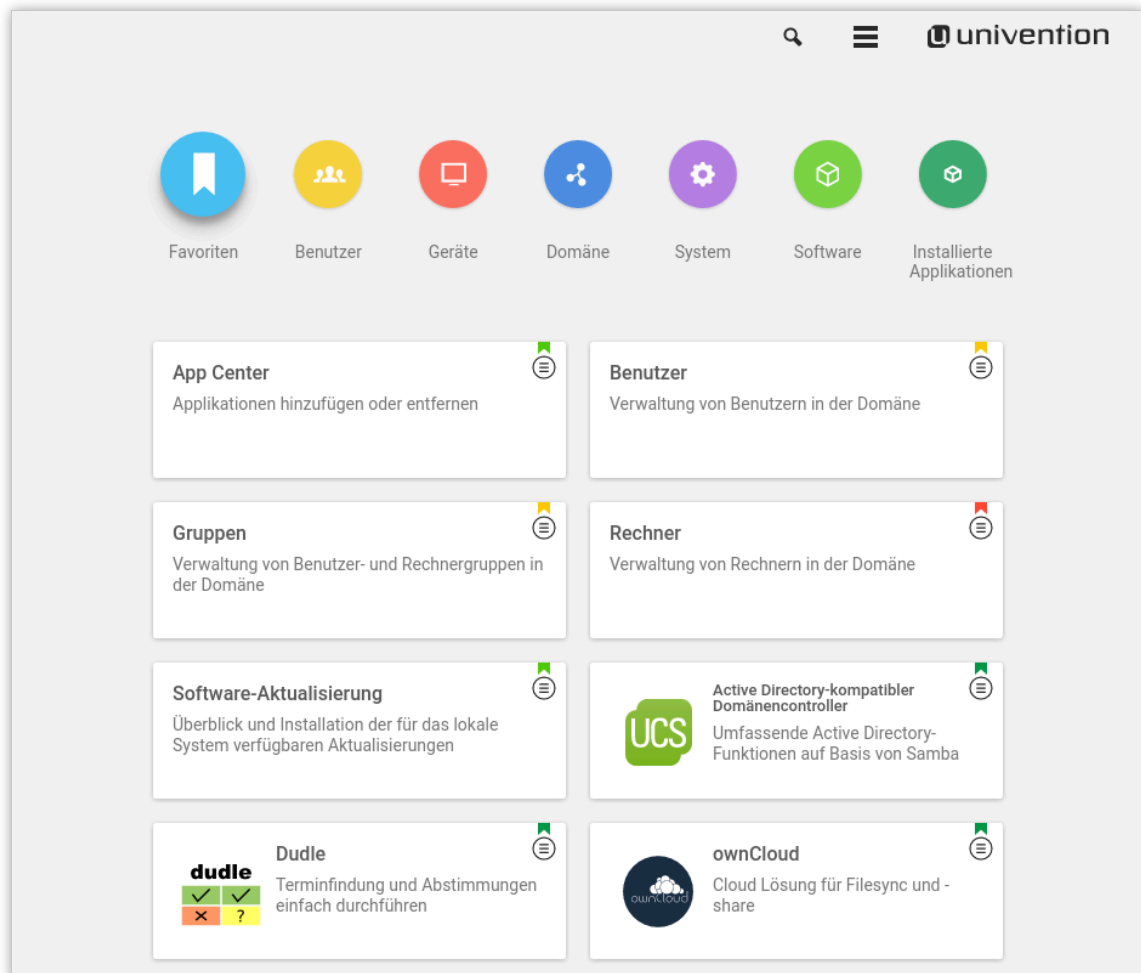 univention
Favoriten
Benutzer
Geräte
Domäne
System
Software
Installierte
Applikationen
App Center
Applikationen hinzufügen oder entfernen
Benutzer
Verwaltung von Benutzern in der Domäne
Gruppen
Verwaltung von Benutzer- und Rechnergruppen in
der Domäne
Rechner
Verwaltung von Rechnern in der Domäne
Software-Aktualisierung
Überblick und Installation der für das lokale
System verfügbaren Aktualisierungen
UCS
Active Directory-kompatibler
Domänencontroller
Umfassende Active Directory-
Funktionen auf Basis von Samba
dudle
?
Dudle
Terminfindung und Abstimmungen
einfach durchführen
ownCloud
ownCloud
Cloud Lösung für Filesync und -
share